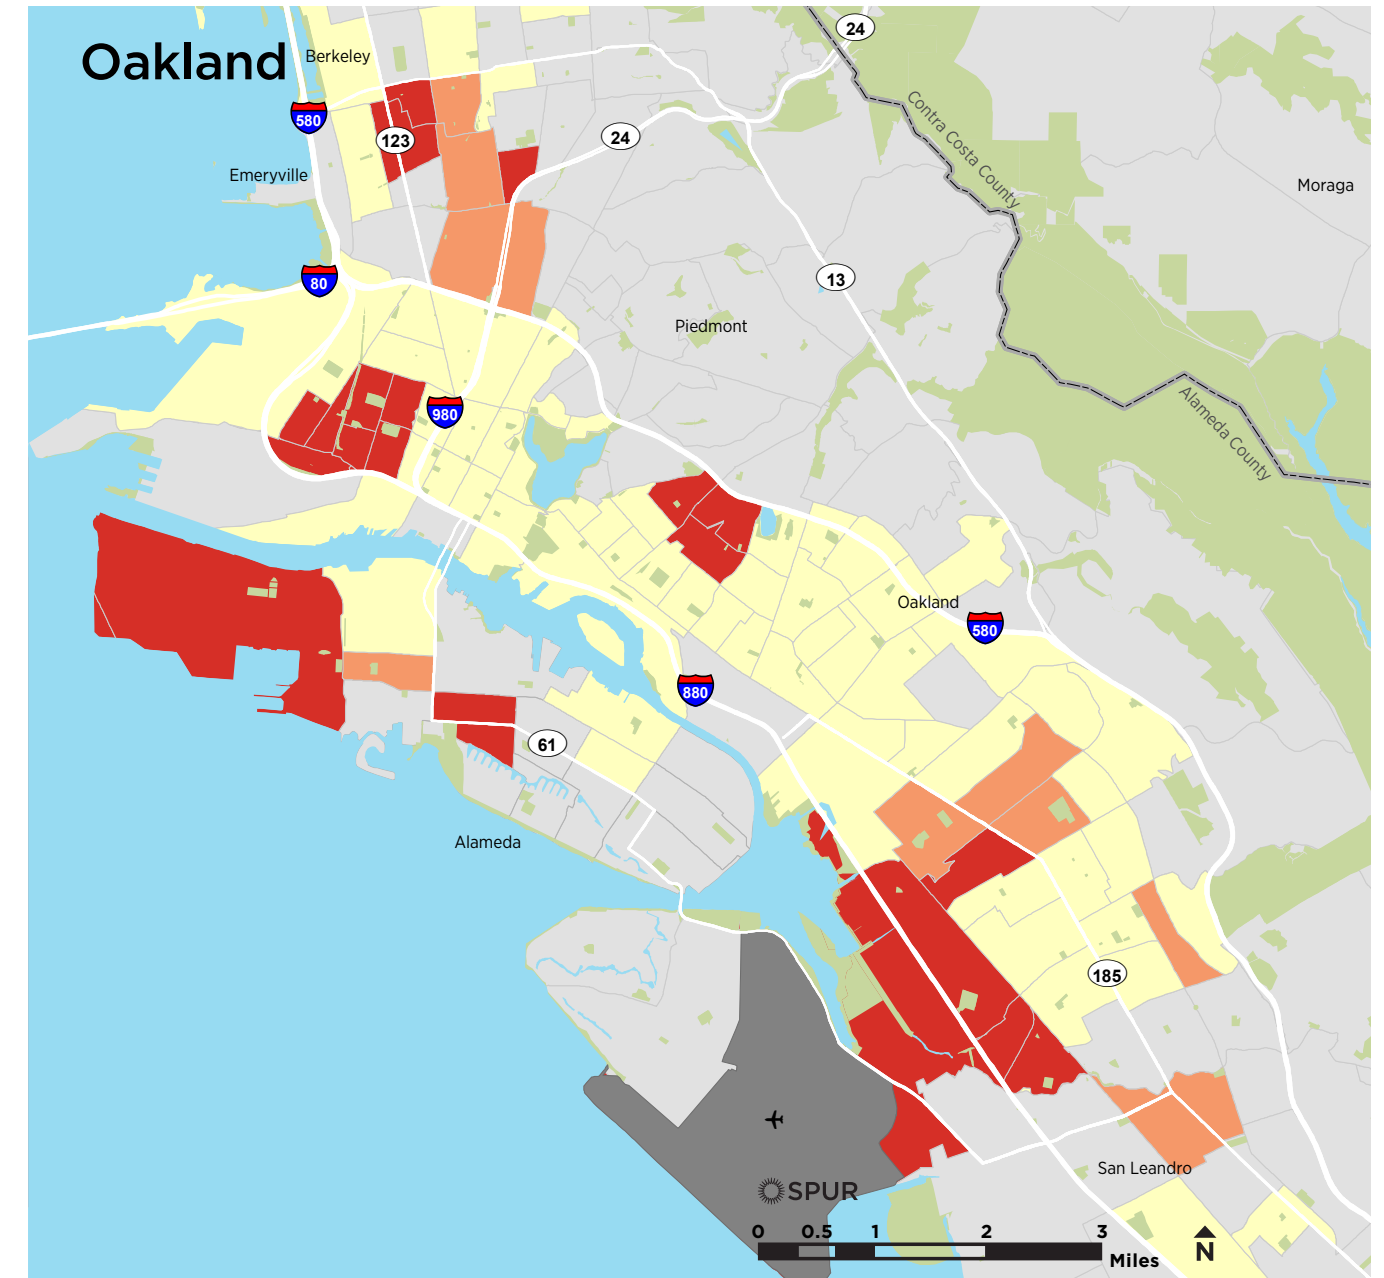 Oakland
Berkeley
24
580
123
24
Contra Costa County
Emeryville
Moraga
80
13
Piedmont
Alameda County
980
Oakland
580
880
61
Alameda
185
San Leandro
SPUR
0 0.5 1 2 3
Miles
N